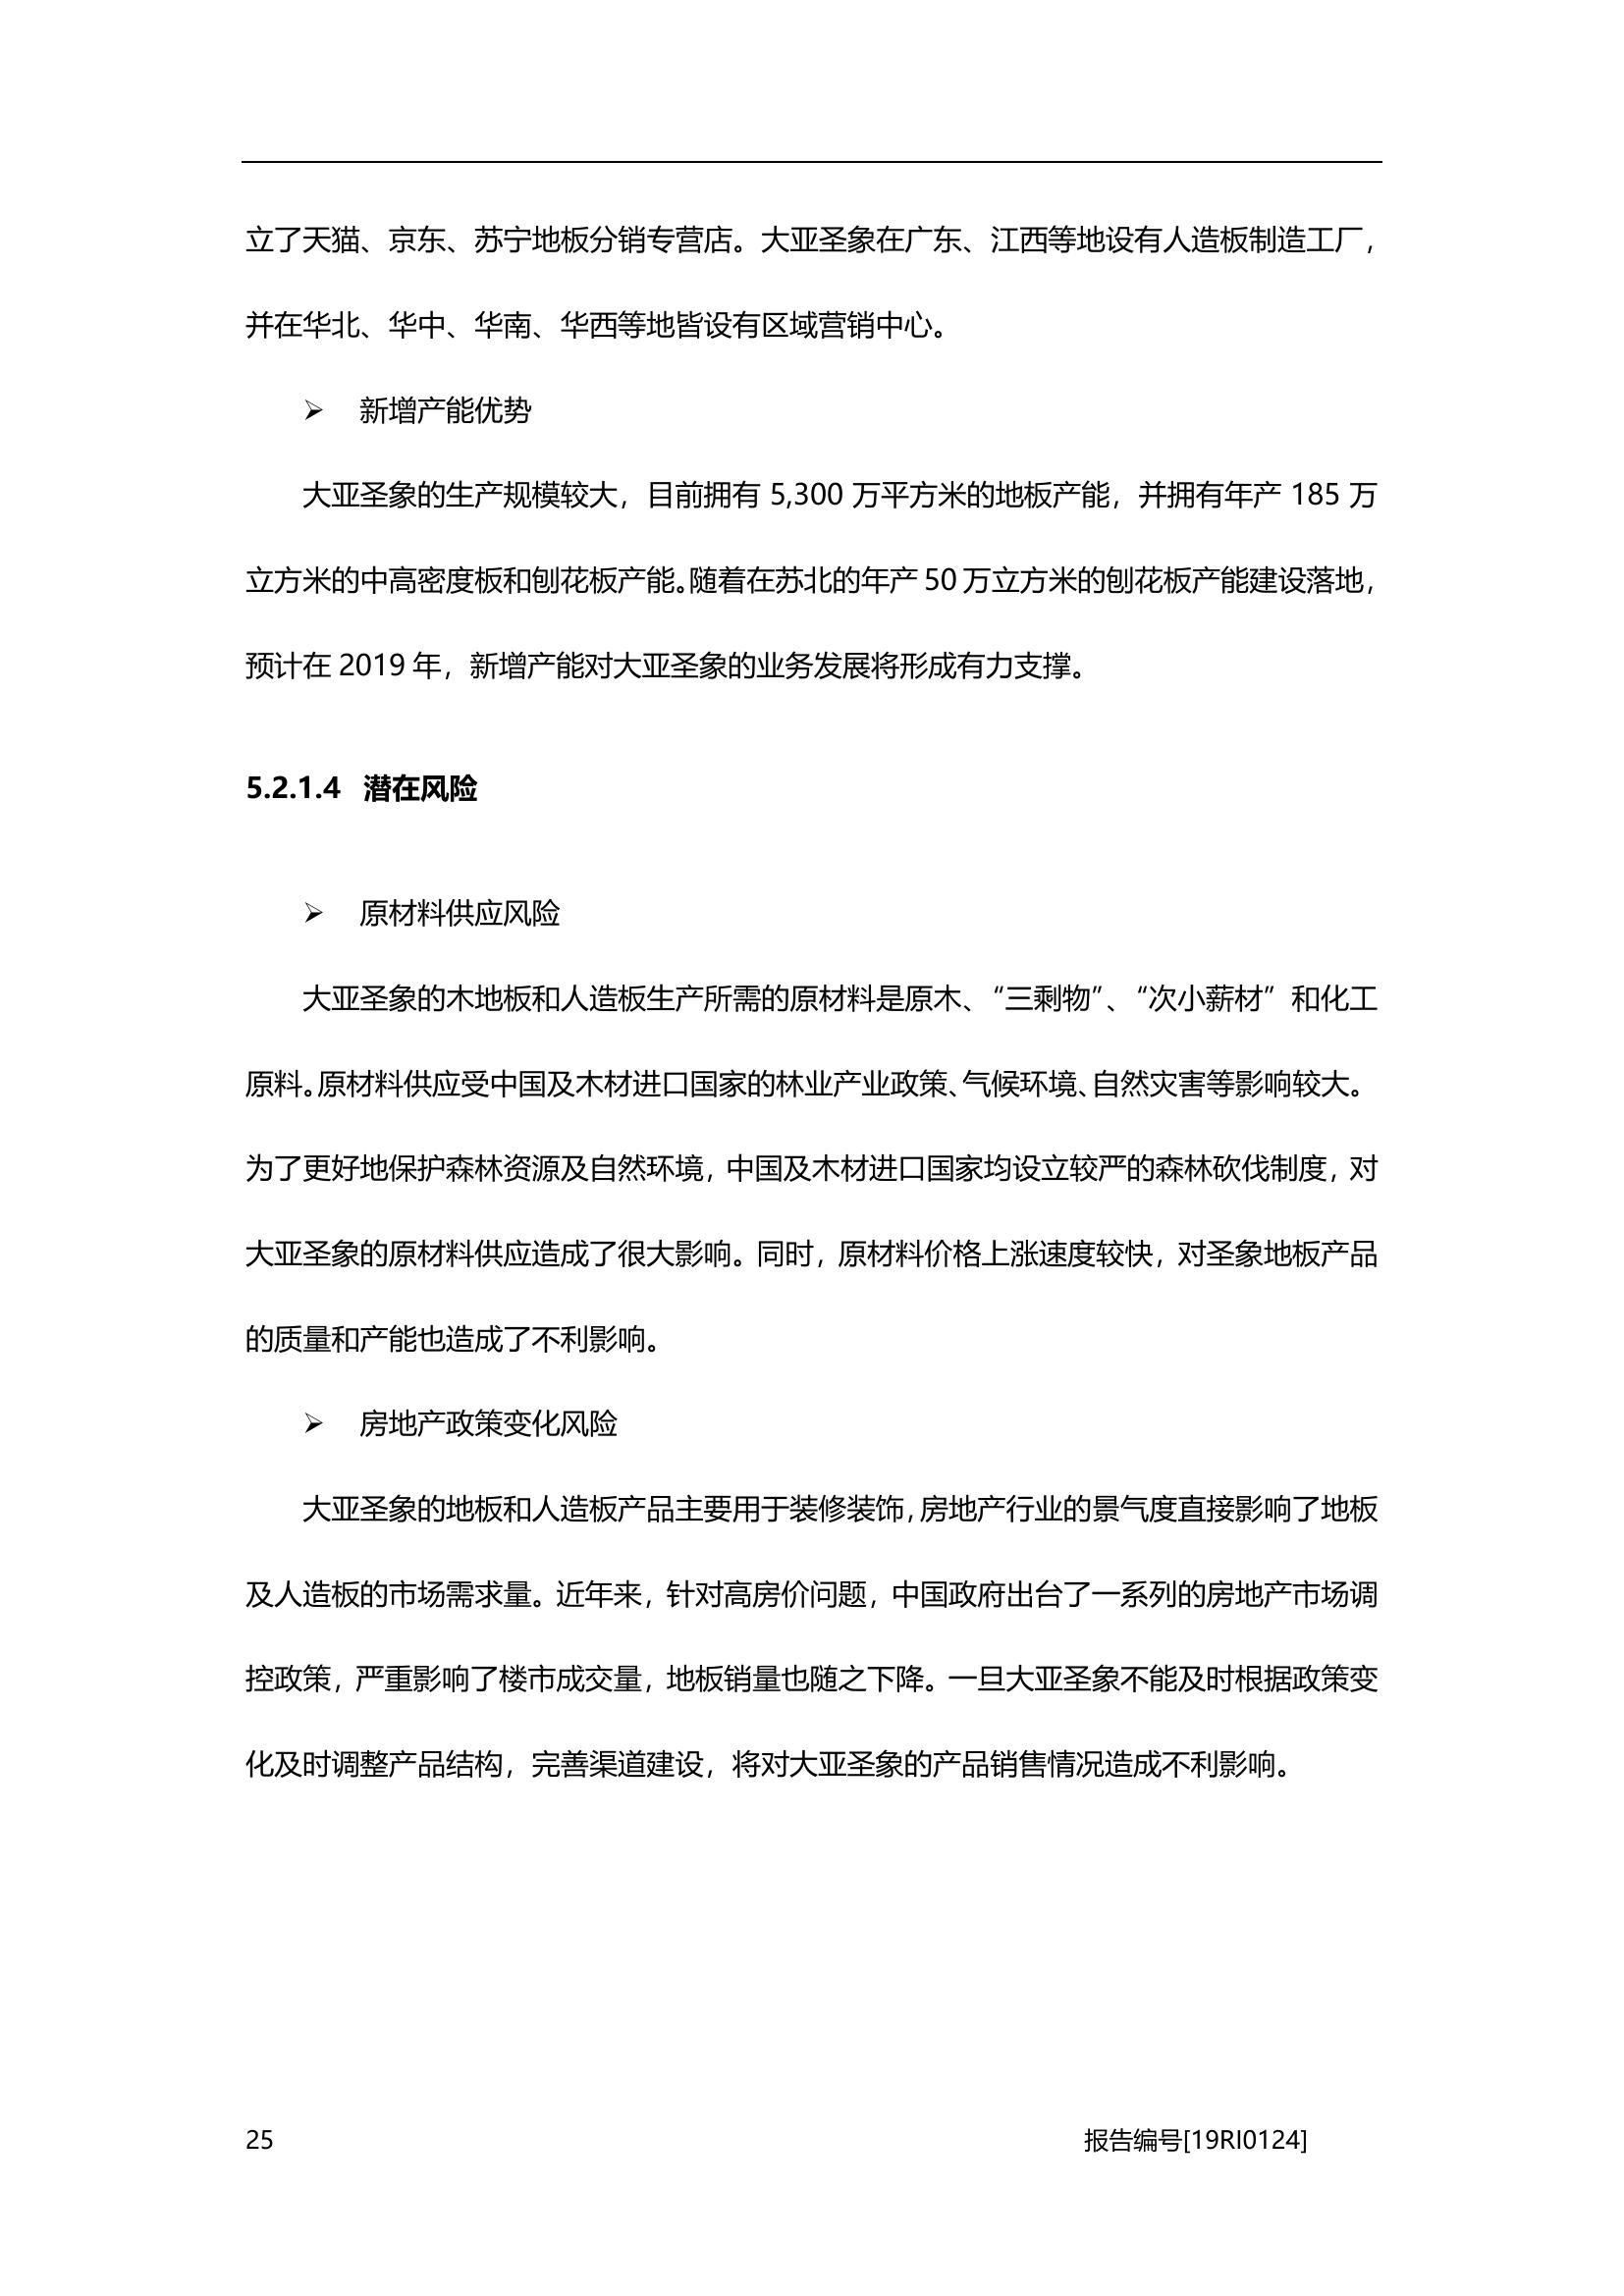 立了天猫、京东、苏宁地板分销专营店。大亚圣象在广东、江西等地设有人造板制造工厂，
并在华北、华中、华南、华西等地皆设有区域营销中心。
➢ 新增产能优势
大亚圣象的生产规模较大，目前拥有 5,300 万平方米的地板产能，并拥有年产 185 万
立方米的中高密度板和刨花板产能。随着在苏北的年产 50 万立方米的刨花板产能建设落地，
预计在 2019 年，新增产能对大亚圣象的业务发展将形成有力支撑。
5.2.1.4 潜在风险
➢ 原材料供应风险
大亚圣象的木地板和人造板生产所需的原材料是原木、“三剩物”、“次小薪材”和化工
原料。原材料供应受中国及木材进口国家的林业产业政策、气候环境、自然灾害等影响较大。
为了更好地保护森林资源及自然环境，中国及木材进口国家均设立较严的森林砍伐制度，对
大亚圣象的原材料供应造成了很大影响。同时，原材料价格上涨速度较快，对圣象地板产品
的质量和产能也造成了不利影响。
➢ 房地产政策变化风险
大亚圣象的地板和人造板产品主要用于装修装饰，房地产行业的景气度直接影响了地板
及人造板的市场需求量。近年来，针对高房价问题，中国政府出台了一系列的房地产市场调
控政策，严重影响了楼市成交量，地板销量也随之下降。一旦大亚圣象不能及时根据政策变
化及时调整产品结构，完善渠道建设，将对大亚圣象的产品销售情况造成不利影响。
25 报告编号[19RI0124]